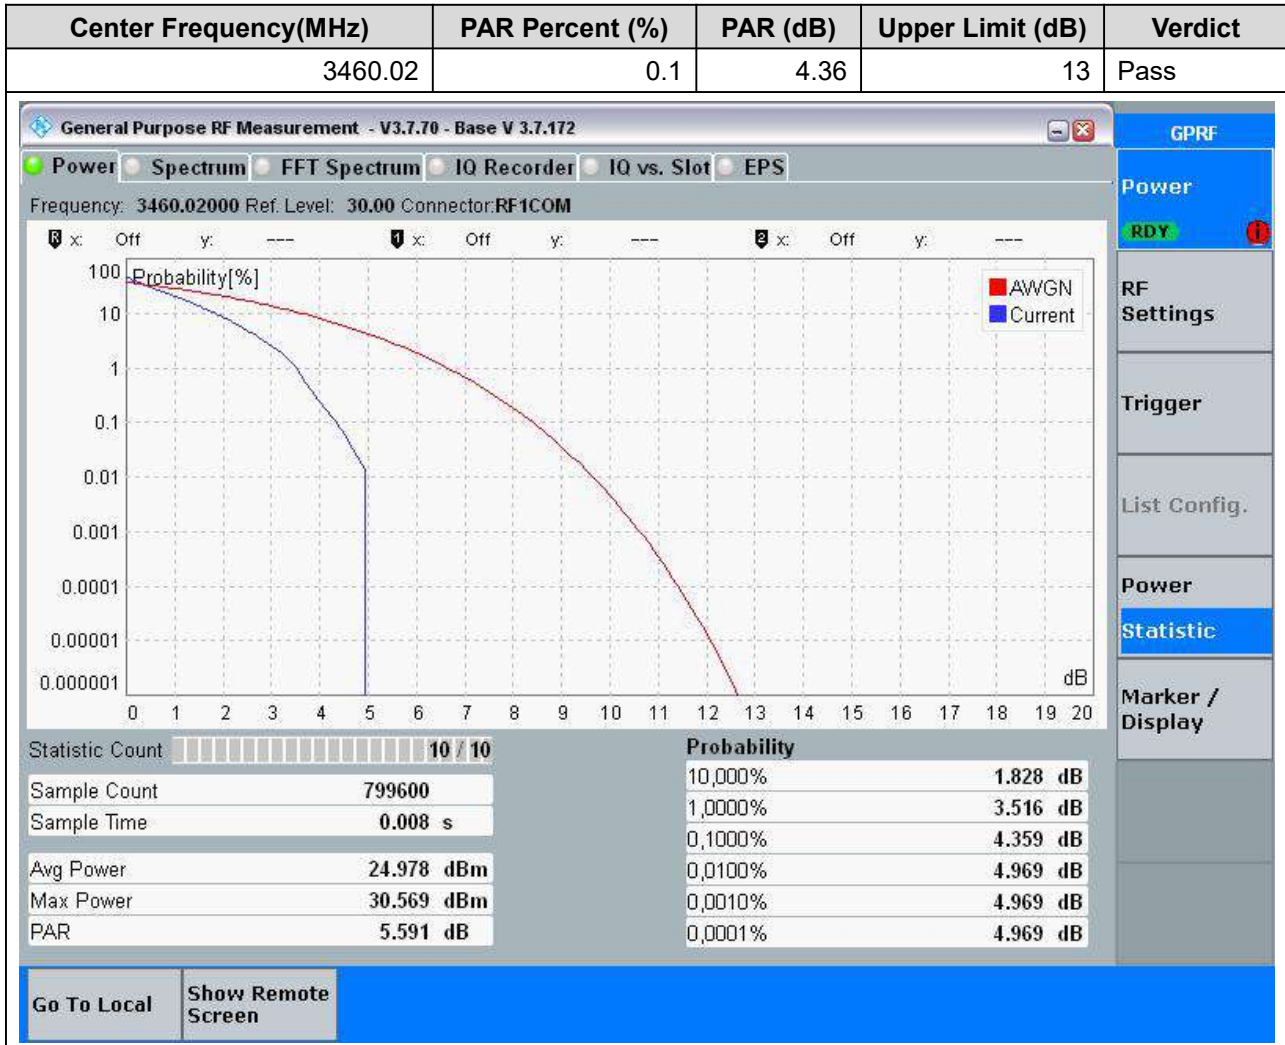 Center Frequency(MHz) PAR Percent (%) PAR (dB) Upper Limit (dB) Verdict
3460.02 0.1 4.36 13 Pass
General Purpose RF Measurement - V3.7.70 - Base V 3.7.172
GPRF
Power Spectrum FFT Spectrum IQ Recorder IQ vs. Slot EPS
Frequency: 3460.02000 Ref. Level: 30.00 Connector:RF1COM
R x: Off y: --- 1 x: Off y: --- 2 x: Off y: ---
Probability[%]
AWGN
Current
100
10
1
0.1
0.01
0.001
0.0001
0.00001
0.000001
dB
0 1 2 3 4 5 6 7 8 9 10 11 12 13 14 15 16 17 18 19 20
Statistic Count 10 / 10
Sample Count 799600
Sample Time 0.008 s
Avg Power 24.978 dBm
Max Power 30.569 dBm
PAR 5.591 dB
Probability
10,000% 1.828 dB
1,0000% 3.516 dB
0,1000% 4.359 dB
0,0100% 4.969 dB
0,0010% 4.969 dB
0,0001% 4.969 dB
Power
RDY
RF
Settings
Trigger
List Config.
Power
Statistic
Marker /
Display
Go To Local
Show Remote
Screen